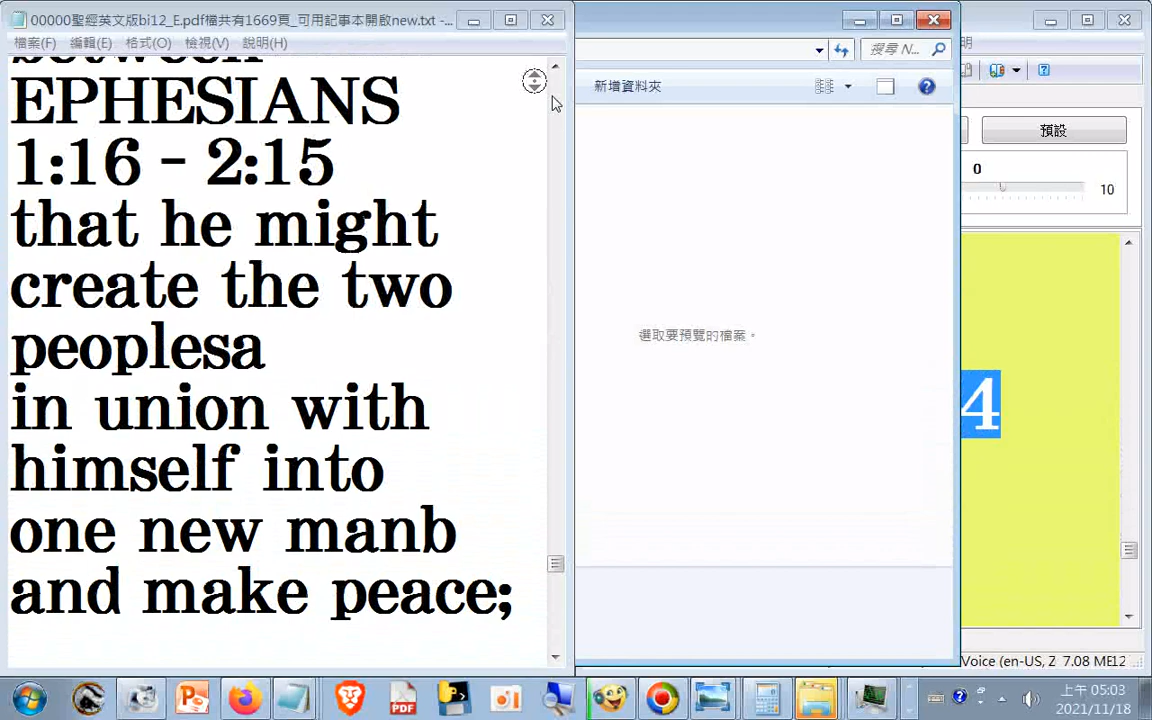 00000聖經英文版bi12_E.pdf檔共有1669頁_可用記事本開啟new.txt -...
檔案(F) 編輯(E) 格式(O) 檢視(V) 說明(H)
between
EPHESIANS
1:16 – 2:15
that he might
create the two
peoplesa
in union with
himself into
one new manb
and make peace;
搜尋 N...
新增資料夾
選取要預覽的檔案。
明
預設
0
10
4
Voice (en-US, Z 7.08 ME12
上午 05:03
2021/11/18